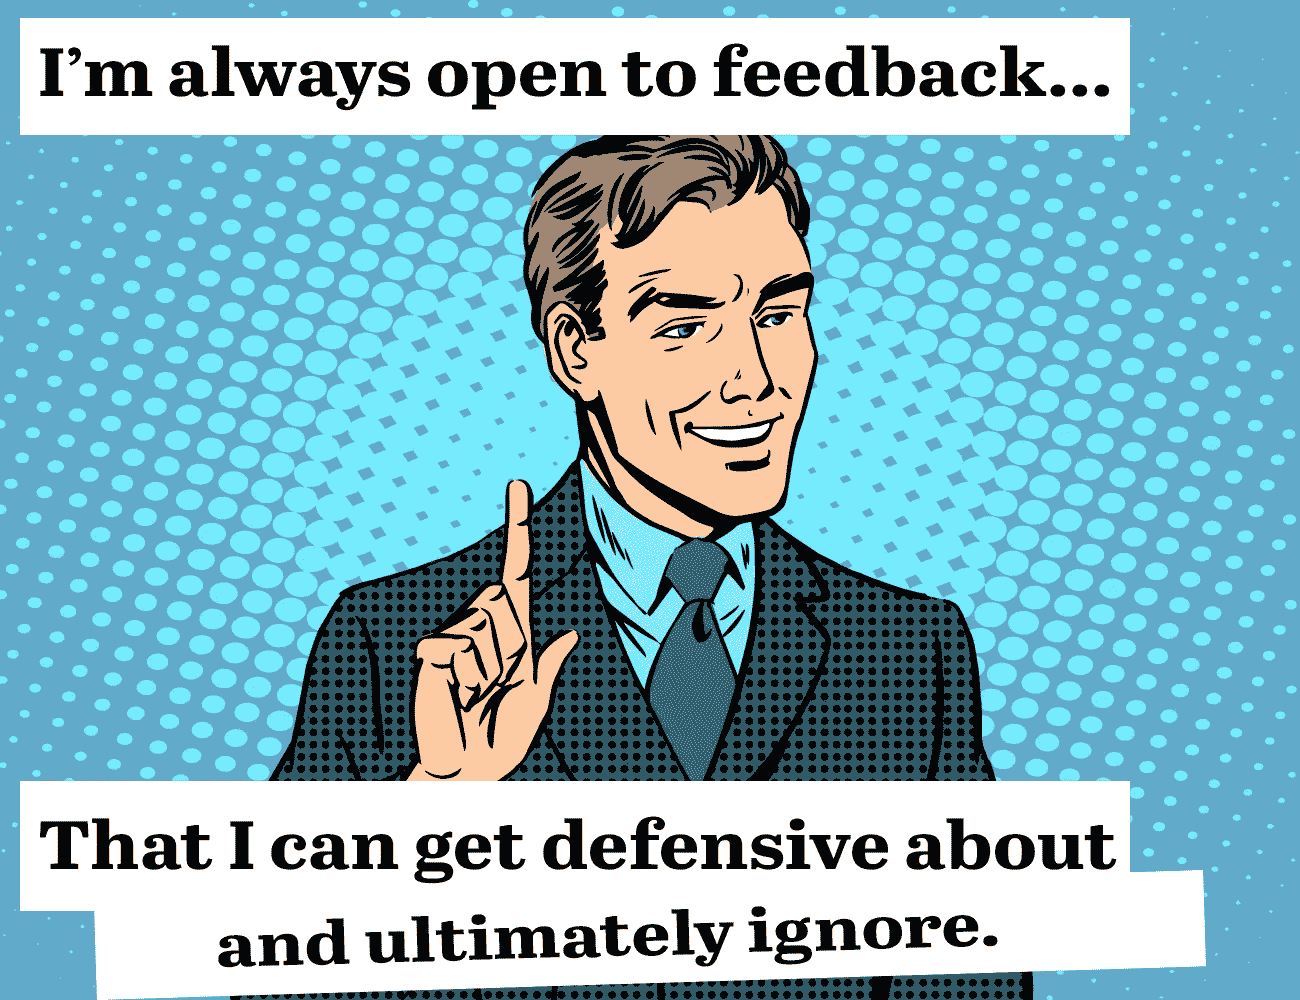 I’m always open to feedback...
That I can get defensive about
and ultimately ignore.